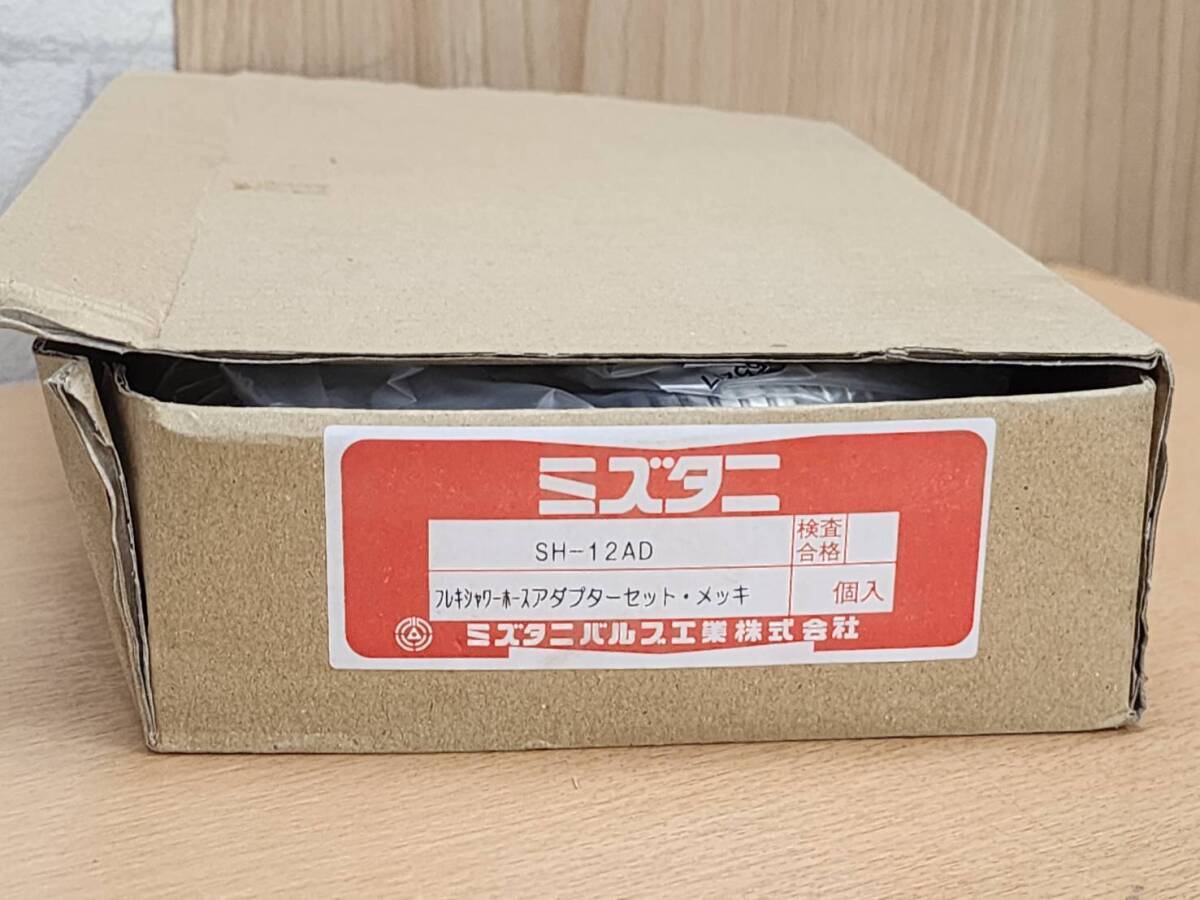 ミズタニ
SH-12AD
検査
合格
フレキシャワーホースアダプターセット・メッキ
個入
ミズタニバルブ工業株式会社